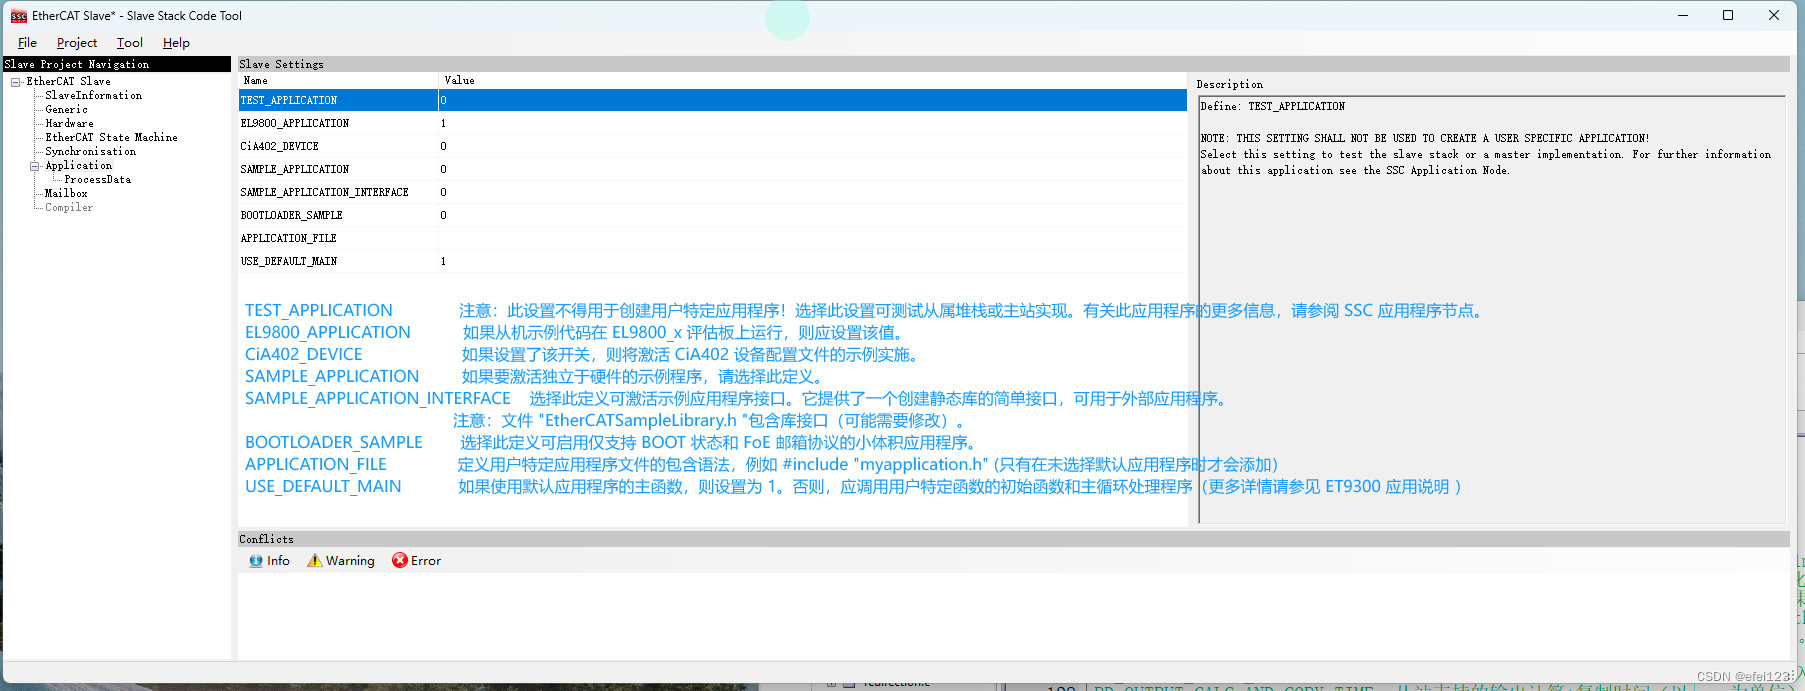 EtherCAT Slave* - Slave Stack Code Tool
File Project Tool Help
Slave Project Navigation
EtherCAT Slave
SlaveInformation
Generic
Hardware
EtherCAT State Machine
Synchronisation
Application
ProcessData
Mailbox
Compiler
Slave Settings
Name Value
TEST_APPLICATION 0
EL9800_APPLICATION 1
CiA402_DEVICE 0
SAMPLE_APPLICATION 0
SAMPLE_APPLICATION_INTERFACE 0
BOOTLOADER_SAMPLE 0
APPLICATION_FILE
USE_DEFAULT_MAIN 1
Description
Define: TEST_APPLICATION
NOTE: THIS SETTING SHALL NOT BE USED TO CREATE A USER SPECIFIC APPLICATION!
Select this setting to test the slave stack or a master implementation. For further information
about this application see the SSC Application Node.
TEST_APPLICATION 注意：此设置不得用于创建用户特定应用程序！选择此设置可测试从属堆栈或主站实现。有关此应用程序的更多信息，请参阅 SSC 应用程序节点。
EL9800_APPLICATION 如果从机示例代码在 EL9800_x 评估板上运行，则应设置该值。
CiA402_DEVICE 如果设置了该开关，则将激活 CiA402 设备配置文件的示例实施。
SAMPLE_APPLICATION 如果要激活独立于硬件的示例程序，请选择此定义。
SAMPLE_APPLICATION_INTERFACE 选择此定义可激活示例应用程序接口。它提供了一个创建静态库的简单接口，可用于外部应用程序。
注意：文件 "EtherCATSampleLibrary.h "包含库接口（可能需要修改）。
BOOTLOADER_SAMPLE 选择此定义可启用仅支持 BOOT 状态和 FoE 邮箱协议的小体积应用程序。
APPLICATION_FILE 定义用户特定应用程序文件的包含语法，例如 #include "myapplication.h" (只有在未选择默认应用程序时才会添加）
USE_DEFAULT_MAIN 如果使用默认应用程序的主函数，则设置为 1。否则，应调用用户特定函数的初始函数和主循环处理程序（更多详情请参见 ET9300 应用说明 ）
Conflicts
Info Warning Error
CSDN @efei123